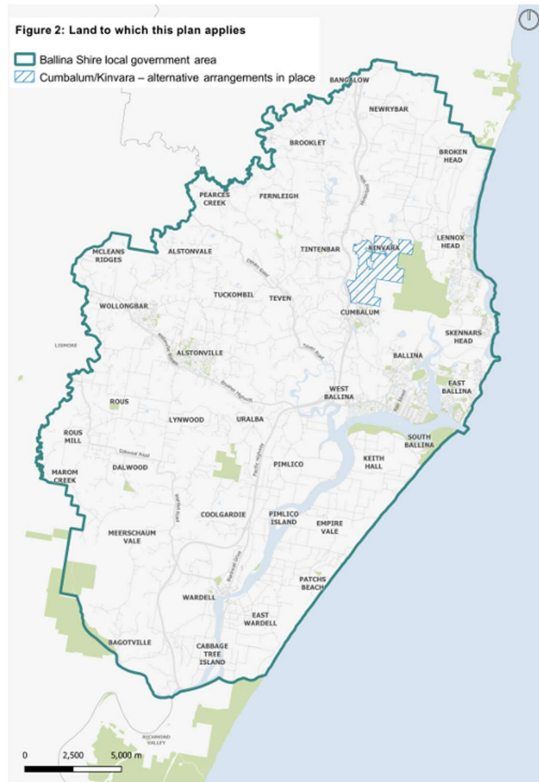 Figure 2: Land to which this plan applies
Ballina Shire local government area
Cumbalum/Kinvara – alternative arrangements in place
BANGALOW
NEWRYBAR
BROOKLET
BROKEN
HEAD
PEARCES
CREEK
FERNLEIGH
KINVARA
LENNOX
HEAD
MCLEANS
RIDGES
ALSTONVALE
TINTENBAR
TUCKOMBIL
TEVEN
WOLLONGBAR
CUMBALUM
SKENNARS
HEAD
LISMORE
ALSTONVILLE
BALLINA
EAST
BALLINA
WEST
BALLINA
ROUS
LYNWOOD
URALBA
ROUS
MILL
SOUTH
BALLINA
KEITH
HALL
DALWOOD
PIMLICO
MAROM
CREEK
Pacific Highway
COOLGARDIE
PIMLICO
ISLAND
EMPIRE
VALE
MEERSCHAUM
VALE
PATCHS
BEACH
WARDELL
EAST
WARDELL
BAGOTVILLE
CABBAGE
TREE
ISLAND
RICHMOND
VALLEY
0 2,500 5,000 m